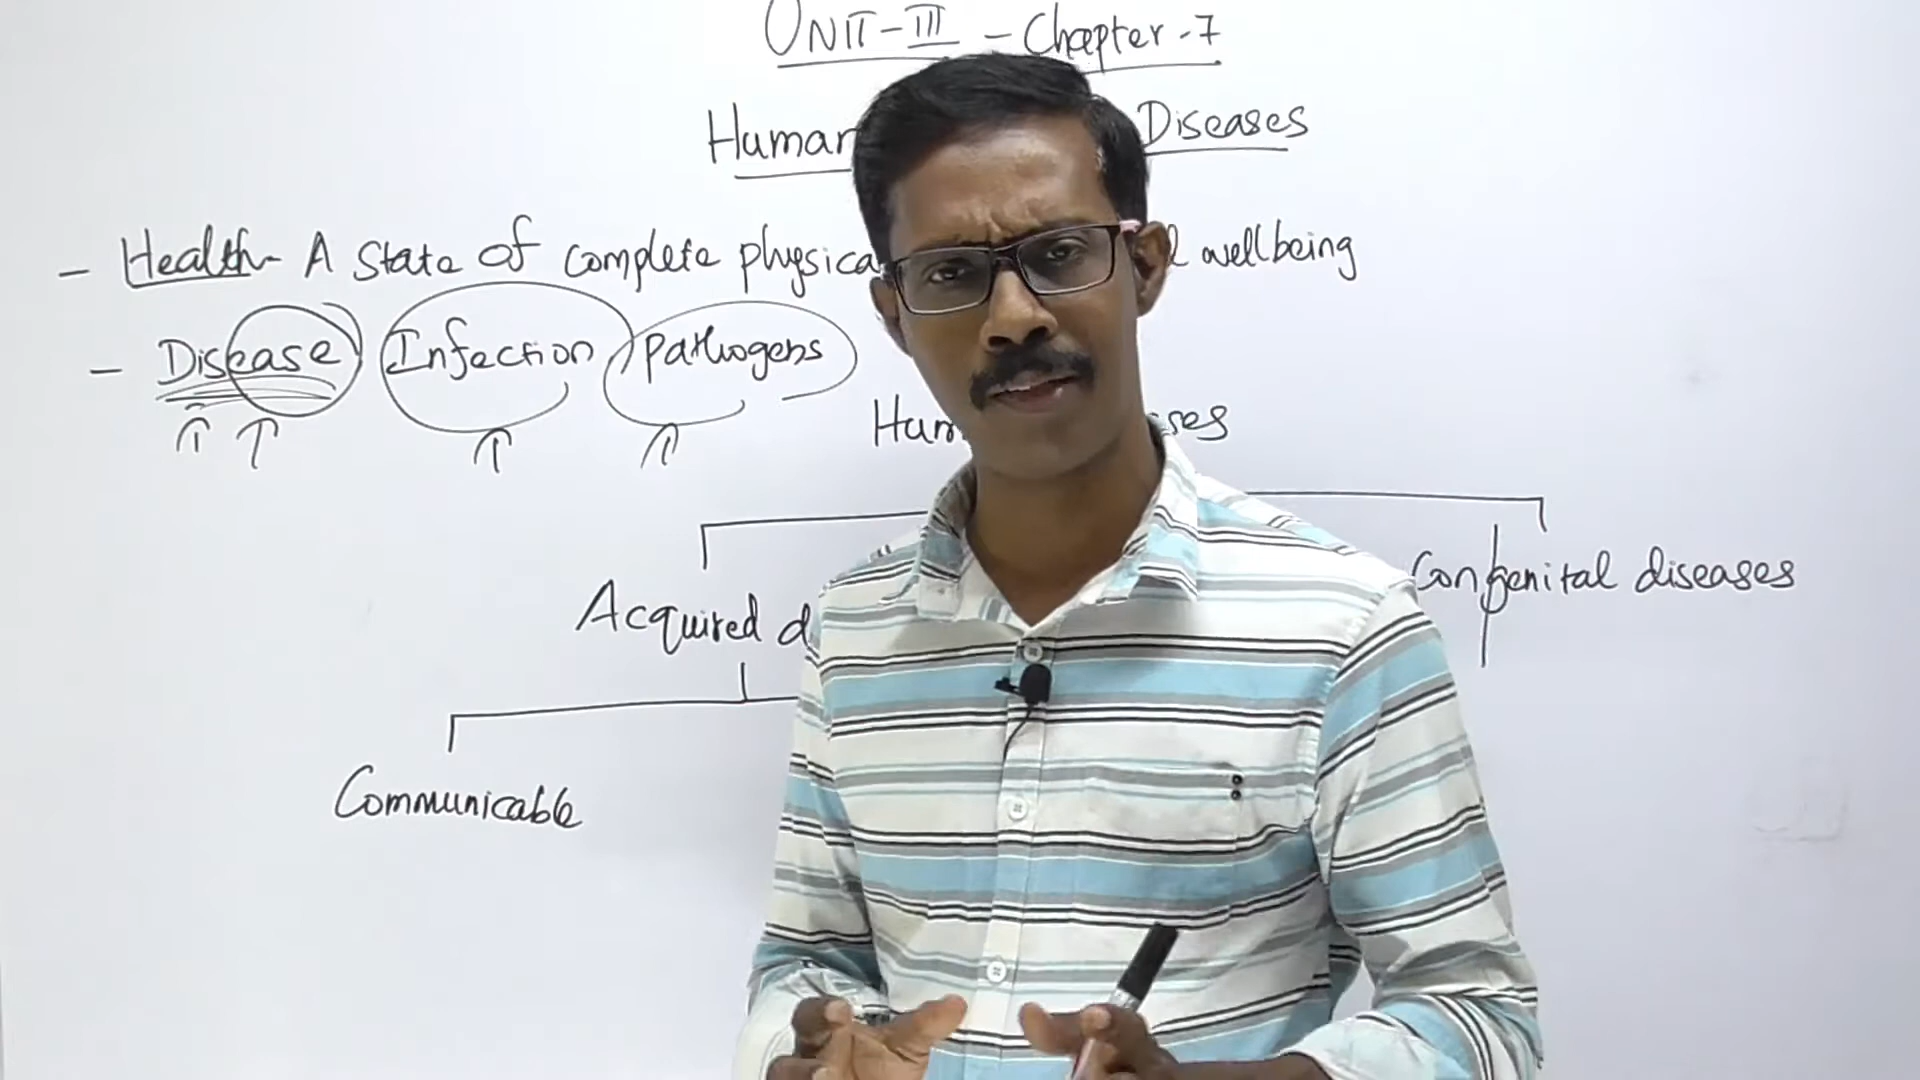 UNIT-III - Chapter-7
Human Diseases
- Health- A state of complete physica wellbeing
- Disease Infection pathogens
Hum ses
Acquired d Congenital diseases
Communicable